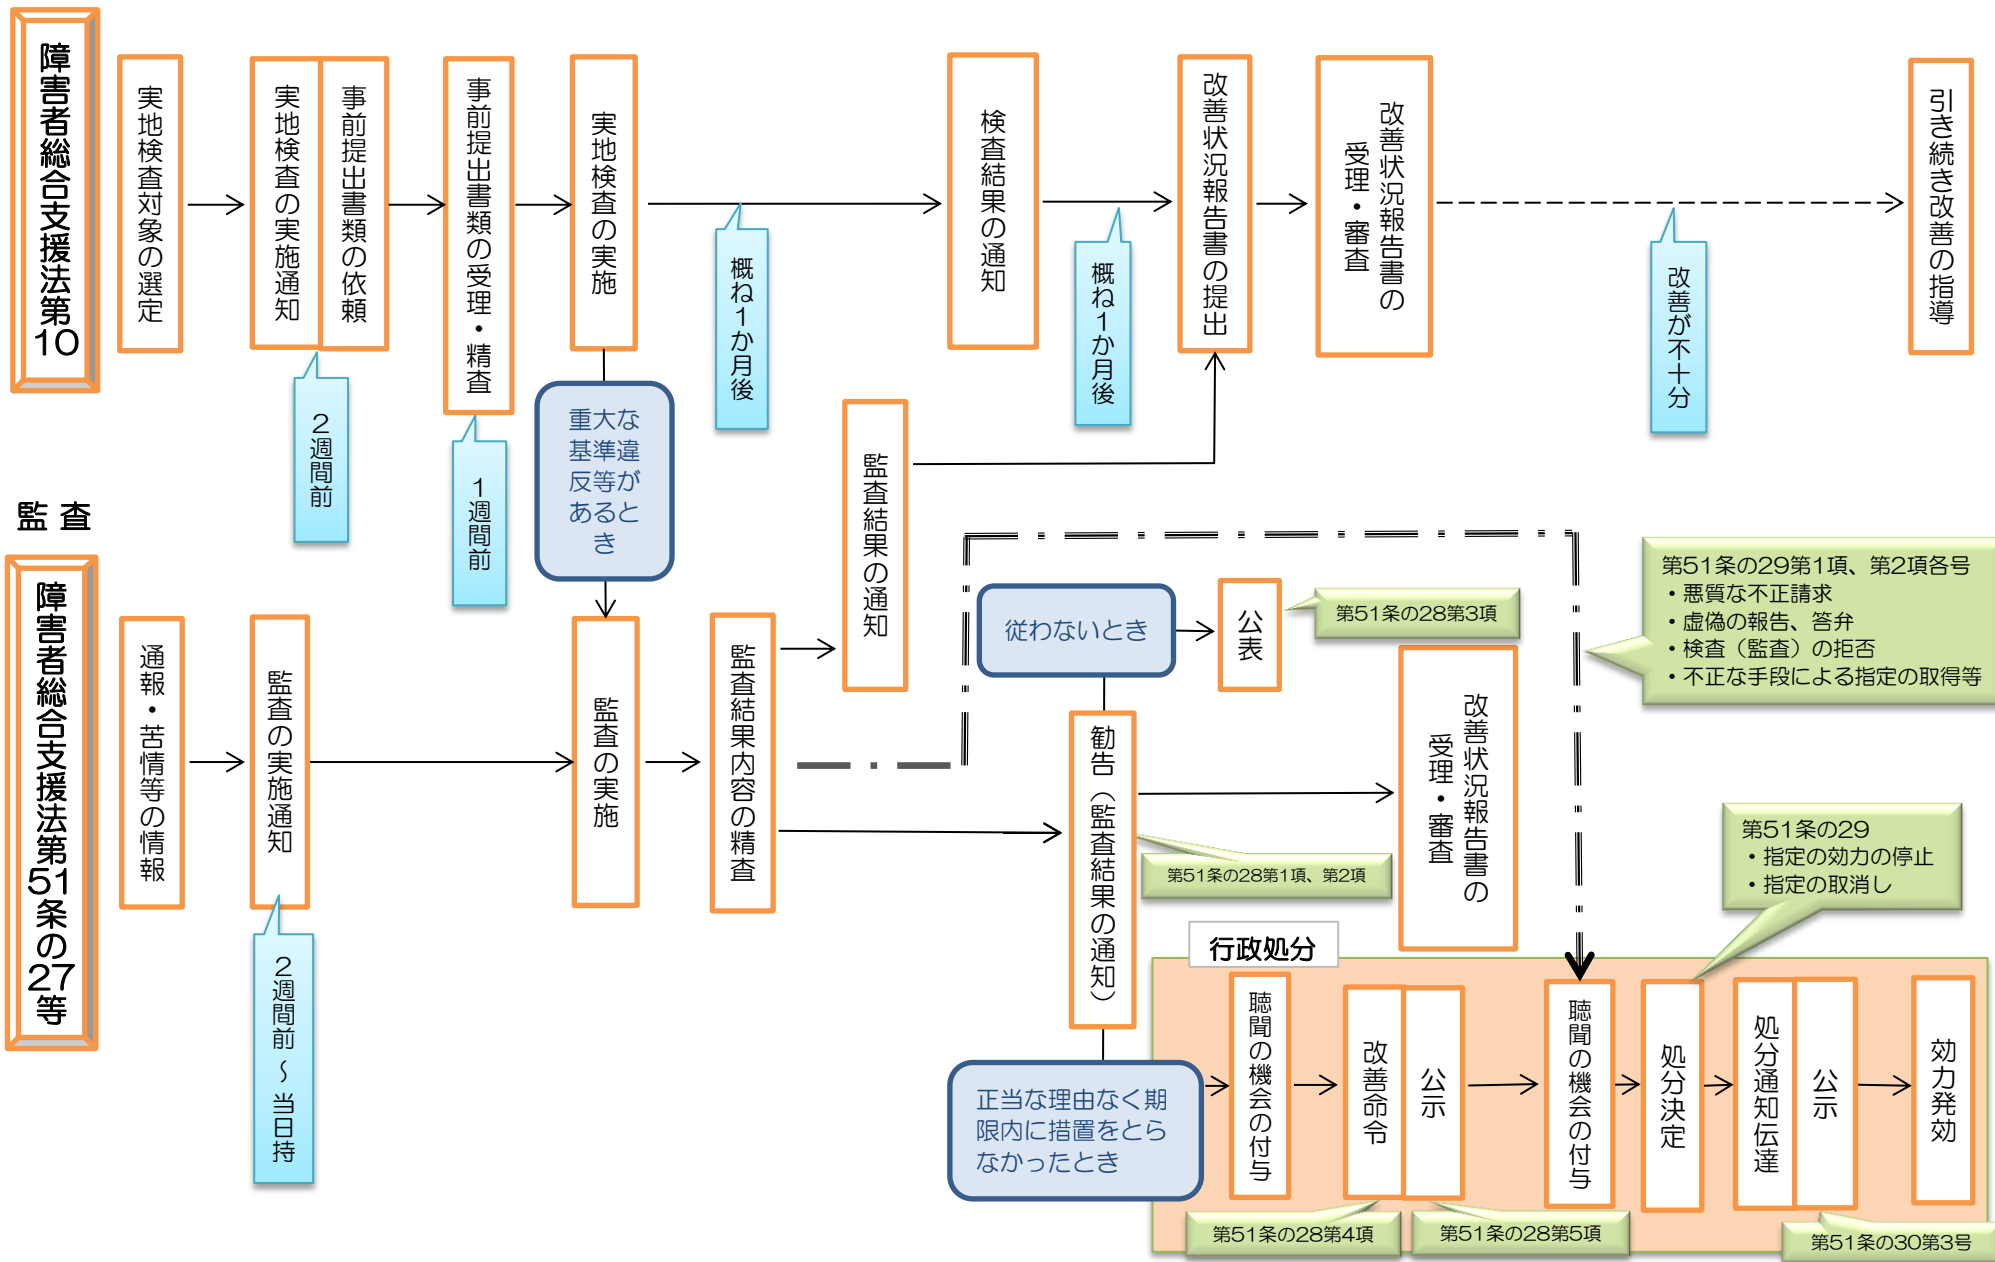 障害者総合支援法第10
実地検査対象の選定
実地検査の実施通知
事前提出書類の依頼
2週間前
事前提出書類の受理・精査
1週間前
実地検査の実施
概ね1か月後
検査結果の通知
概ね1か月後
改善状況報告書の提出
改善状況報告書の
受理・審査
改善が不十分
引き続き改善の指導
重大な
基準違
反等が
あると
き
監査
障害者総合支援法第51条の27等
通報・苦情等の情報
監査の実施通知
2週間前～当日持
監査の実施
監査結果内容の精査
監査結果の通知
従わないとき
公表
第51条の28第3項
勧告（監査結果の通知）
第51条の28第1項、第2項
改善状況報告書の
受理・審査
第51条の29第1項、第2項各号
・悪質な不正請求
・虚偽の報告、答弁
・検査（監査）の拒否
・不正な手段による指定の取得等
第51条の29
・指定の効力の停止
・指定の取消し
行政処分
正当な理由なく期
限内に措置をとら
なかったとき
聴聞の機会の付与
改善命令
公示
第51条の28第4項
第51条の28第5項
聴聞の機会の付与
処分決定
処分通知伝達
公示
第51条の30第3号
効力発効